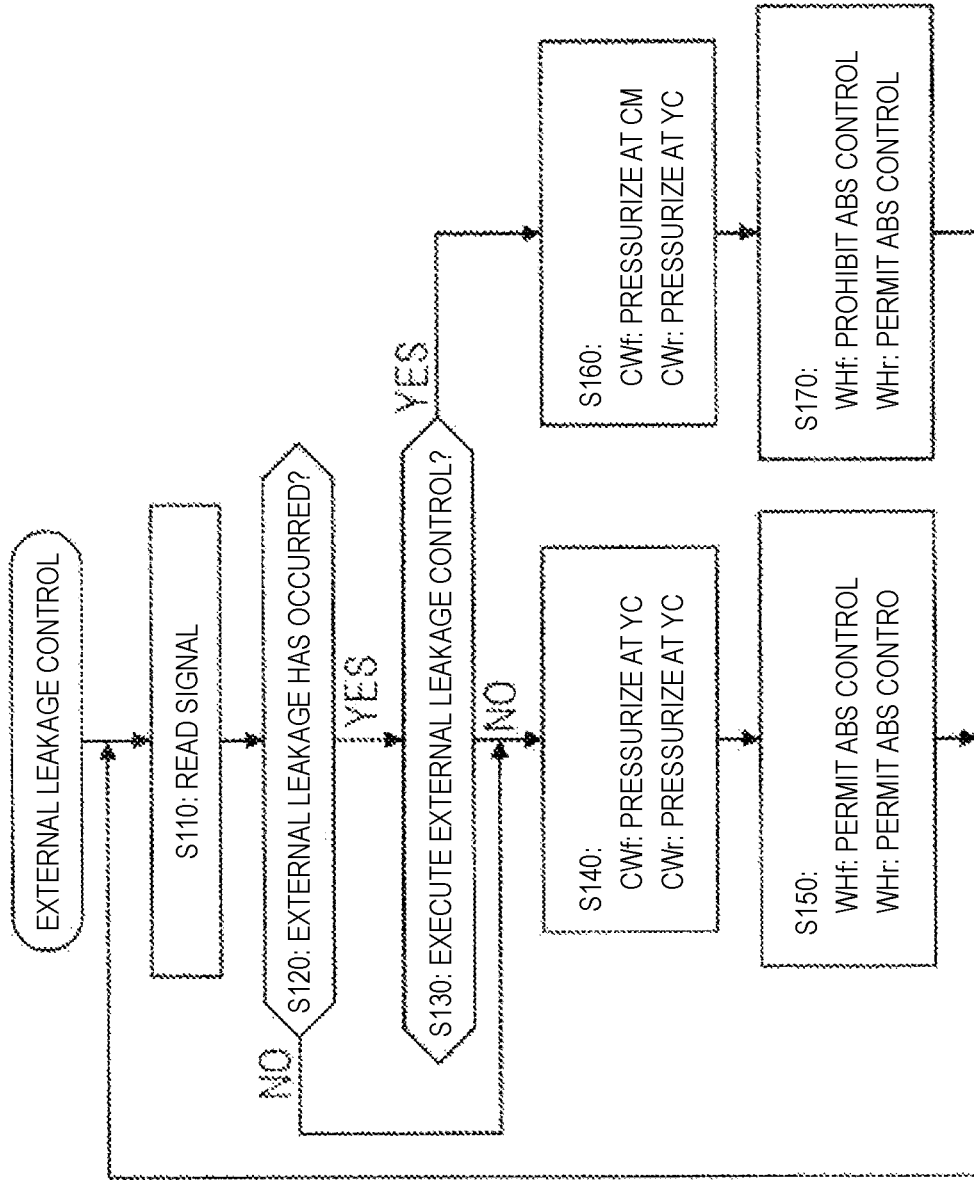 EXTERNAL LEAKAGE CONTROL
S110: READ SIGNAL
S120: EXTERNAL LEAKAGE HAS OCCURRED?
NO
YES
S130: EXECUTE EXTERNAL LEAKAGE CONTROL?
YES
NO
S140:
CWf: PRESSURIZE AT YC
CWr: PRESSURIZE AT YC
S160:
CWf: PRESSURIZE AT CM
CWr: PRESSURIZE AT YC
S150:
WHf: PERMIT ABS CONTROL
WHr: PERMIT ABS CONTRO
S170:
WHf: PROHIBIT ABS CONTROL
WHr: PERMIT ABS CONTROL